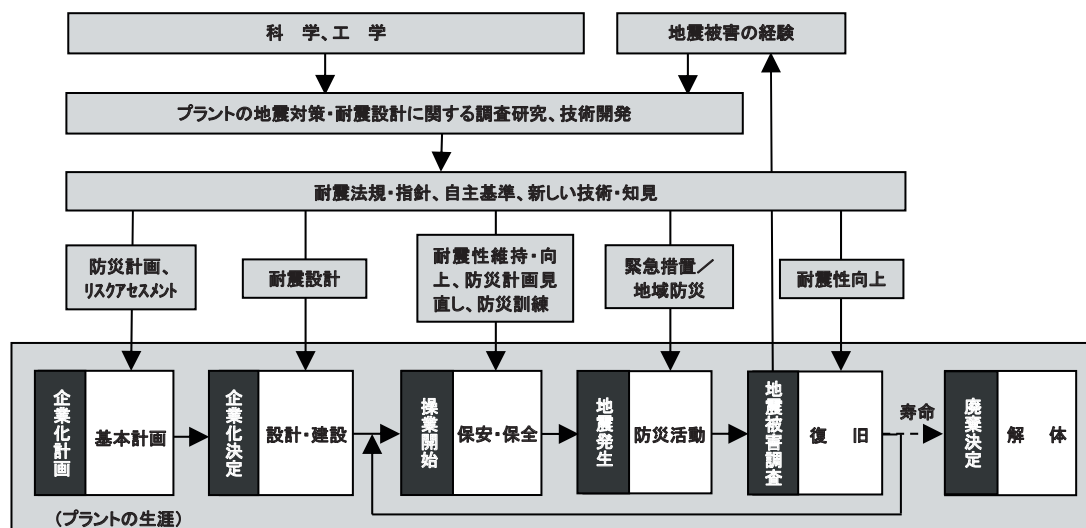 科　学、工　学
地震被害の経験
プラントの地震対策・耐震設計に関する調査研究、技術開発
耐震法規・指針、自主基準、新しい技術・知見
防災計画、
リスクアセスメント
耐震設計
耐震性維持・向
上、防災計画見
直し、防災訓練
緊急措置／
地域防災
耐震性向上
企業化計画
基本計画
企業化決定
設計・建設
操業開始
保安・保全
地震発生
防災活動
地震被害調査
復　旧
寿命
廃業決定
解　体
（プラントの生涯）